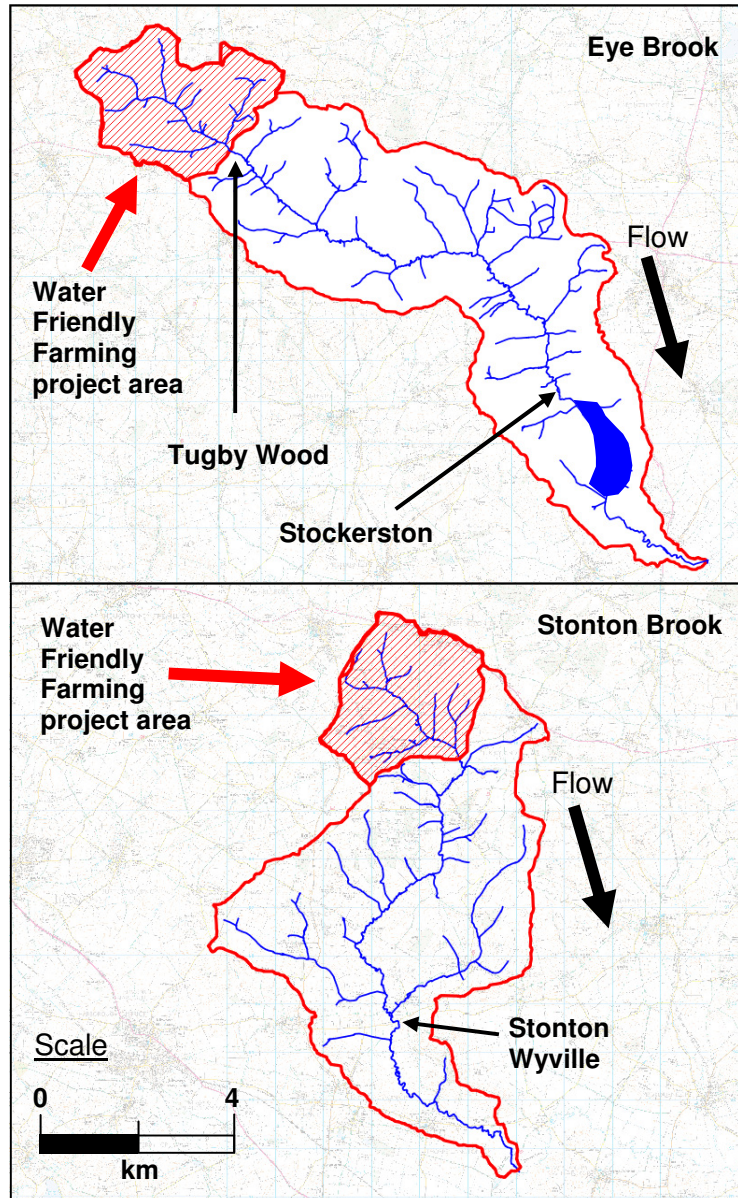 Eye Brook
Flow
Water
Friendly
Farming
project area
Tugby Wood
Stockerston
Water
Friendly
Farming
project area
Stonton Brook
Flow
Stonton
Wyville
Scale
0 4
km